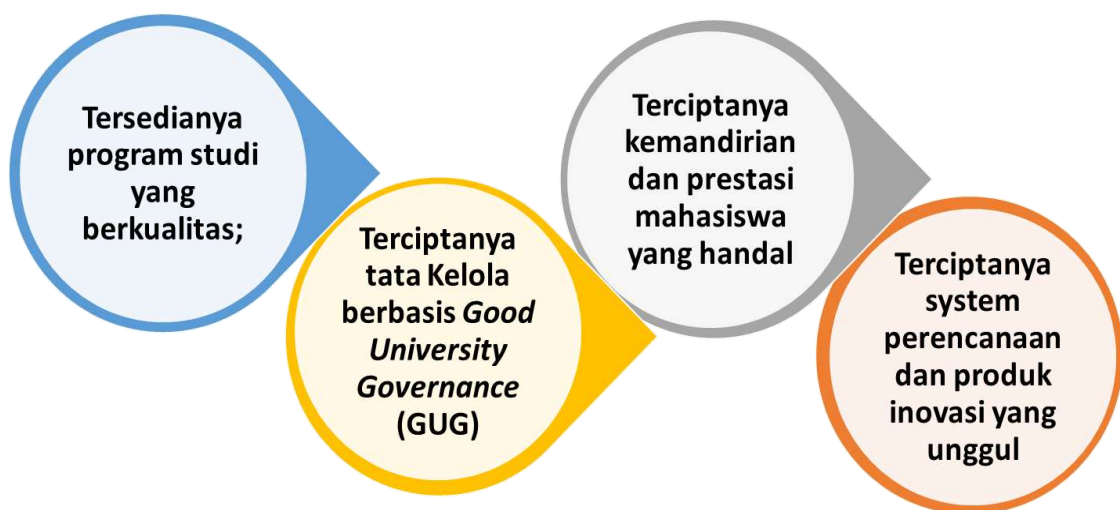 Tersedianya
program studi
yang
berkualitas;
Terciptanya
tata Kelola
berbasis Good
University
Governance
(GUG)
Terciptanya
kemandirian
dan prestasi
mahasiswa
yang handal
Terciptanya
system
perencanaan
dan produk
inovasi yang
unggul